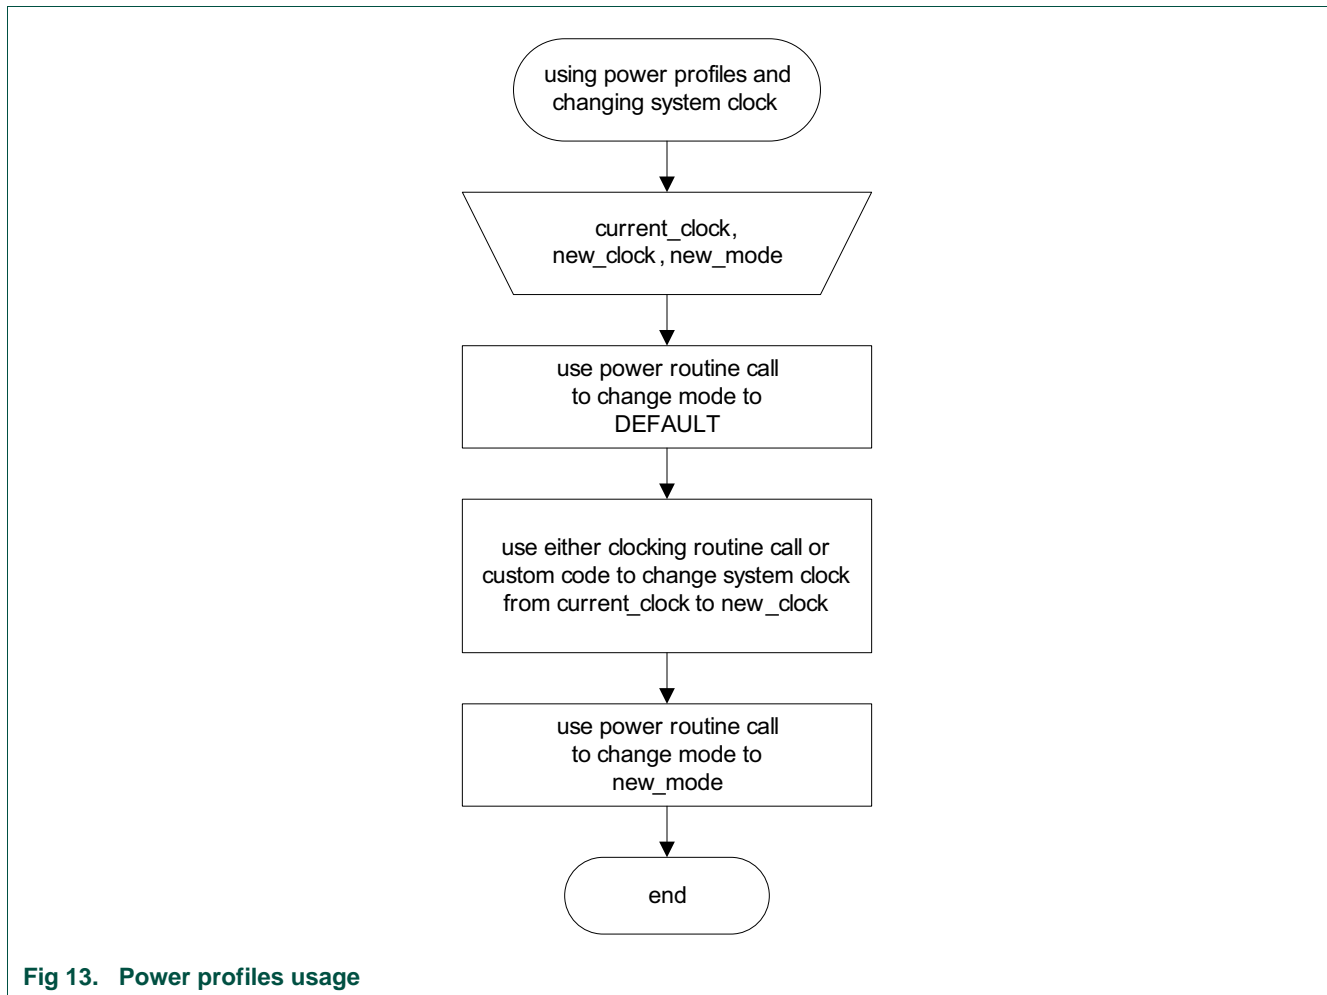 using power profiles and
changing system clock
current_clock,
new_clock, new_mode
use power routine call
to change mode to
DEFAULT
use either clocking routine call or
custom code to change system clock
from current_clock to new_clock
use power routine call
to change mode to
new_mode
end
Fig 13. Power profiles usage